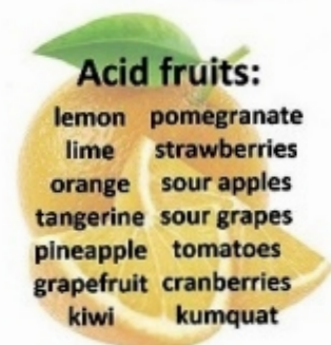 Acid fruits:
lemon pomegranate
lime strawberries
orange sour apples
tangerine sour grapes
pineapple tomatoes
grapefruit cranberries
kiwi kumquat